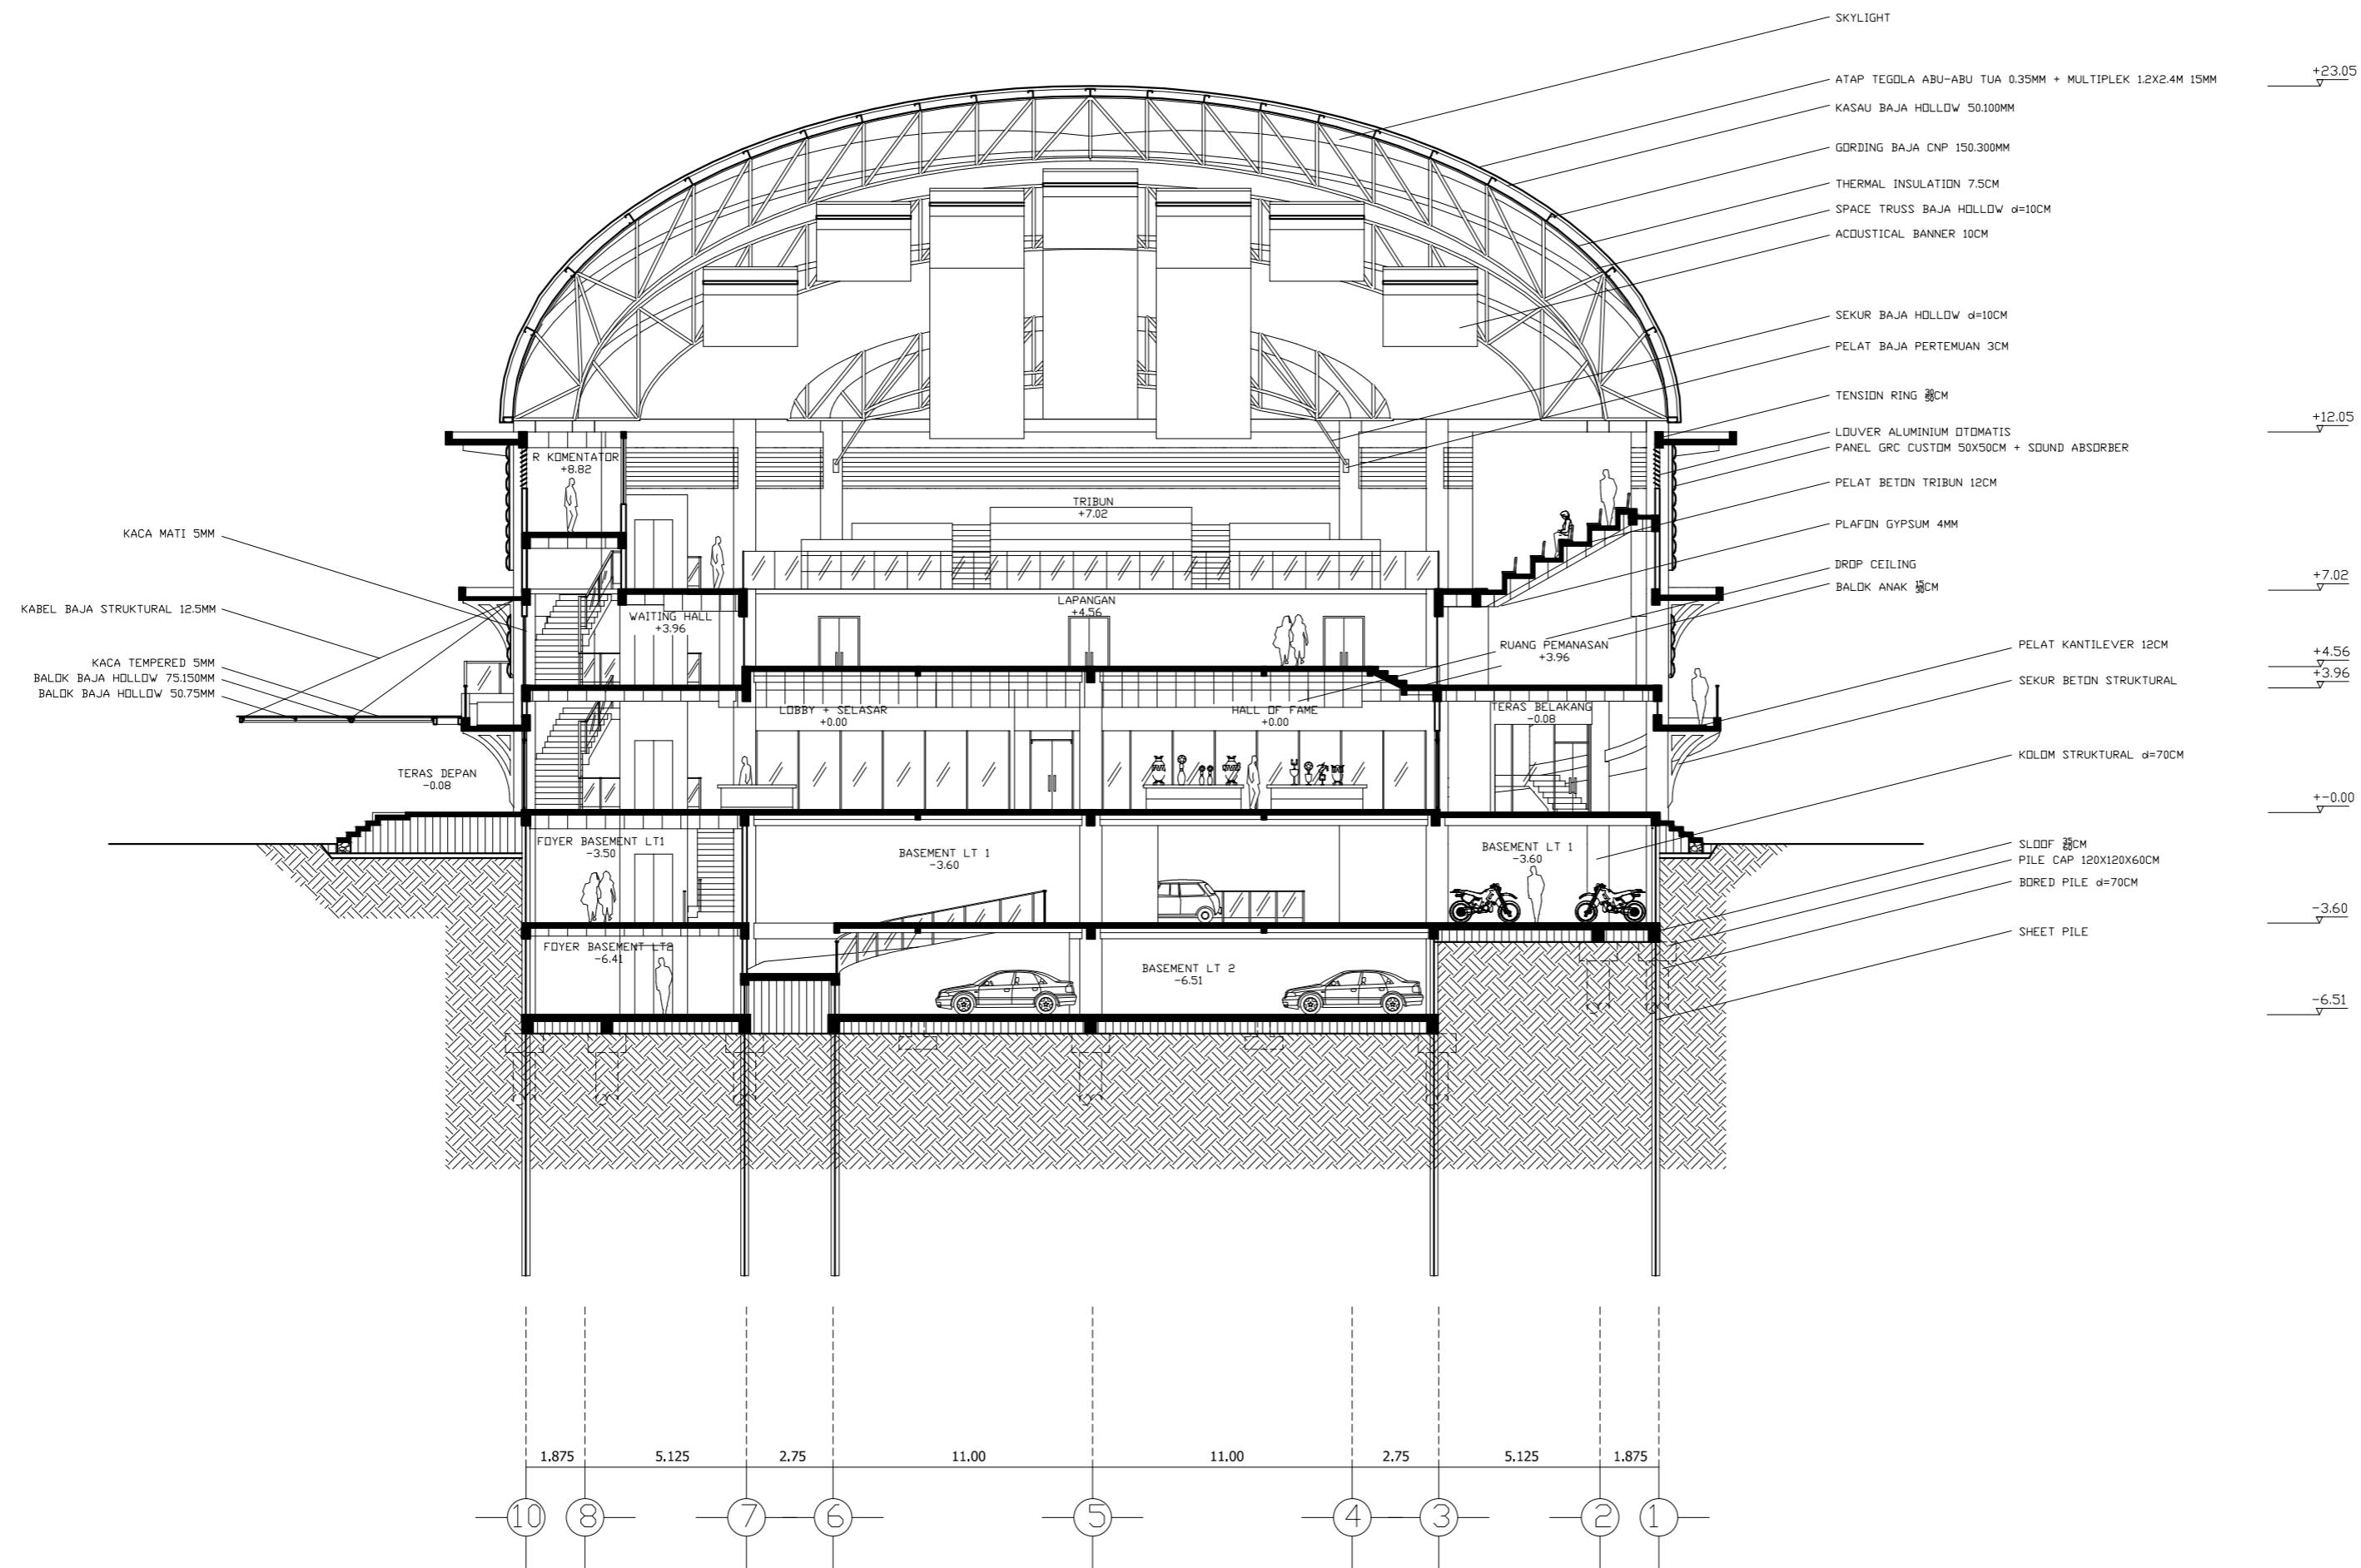 SKYLIGHT
ATAP TEGOLA ABU-ABU TUA 0.35MM + MULTIPLEK 1.2X2.4M 15MM
+23.05
KASAU BAJA HOLLOW 50.100MM
GORDING BAJA CNP 150.300MM
THERMAL INSULATION 7.5CM
SPACE TRUSS BAJA HOLLOW d=10CM
ACOUSTICAL BANNER 10CM
SEKUR BAJA HOLLOW d=10CM
PELAT BAJA PERTEMUAN 3CM
TENSION RING CM
+12.05
LOUVER ALUMINIUM OTOMATIS
PANEL GRC CUSTOM 50X50CM + SOUND ABSORBER
R KOMENTATOR
+8.82
PELAT BETON TRIBUN 12CM
TRIBUN
+7.02
PLAFON GYPSUM 4MM
KACA MATI 5MM
DROP CEILING
+7.02
BALOK ANAK CM
LAPANGAN
+4.56
KABEL BAJA STRUKTURAL 12.5MM
WAITING HALL
+3.96
RUANG PEMANASAN
+3.96
PELAT KANTILEVER 12CM
+4.56
KACA TEMPERED 5MM
BALOK BAJA HOLLOW 75.150MM
BALOK BAJA HOLLOW 50.75MM
+3.96
SEKUR BETON STRUKTURAL
LOBBY + SELASAR
+0.00
HALL OF FAME
+0.00
TERAS BELAKANG
-0.08
KOLOM STRUKTURAL d=70CM
TERAS DEPAN
-0.08
+-0.00
FOYER BASEMENT LT1
-3.50
BASEMENT LT 1
-3.60
BASEMENT LT 1
-3.60
SLOOF CM
PILE CAP 120X120X60CM
BORED PILE d=70CM
-3.60
SHEET PILE
FOYER BASEMENT LT2
-6.41
BASEMENT LT 2
-6.51
-6.51
1.875 5.125 2.75 11.00 11.00 2.75 5.125 1.875
10 8 7 6 5 4 3 2 1